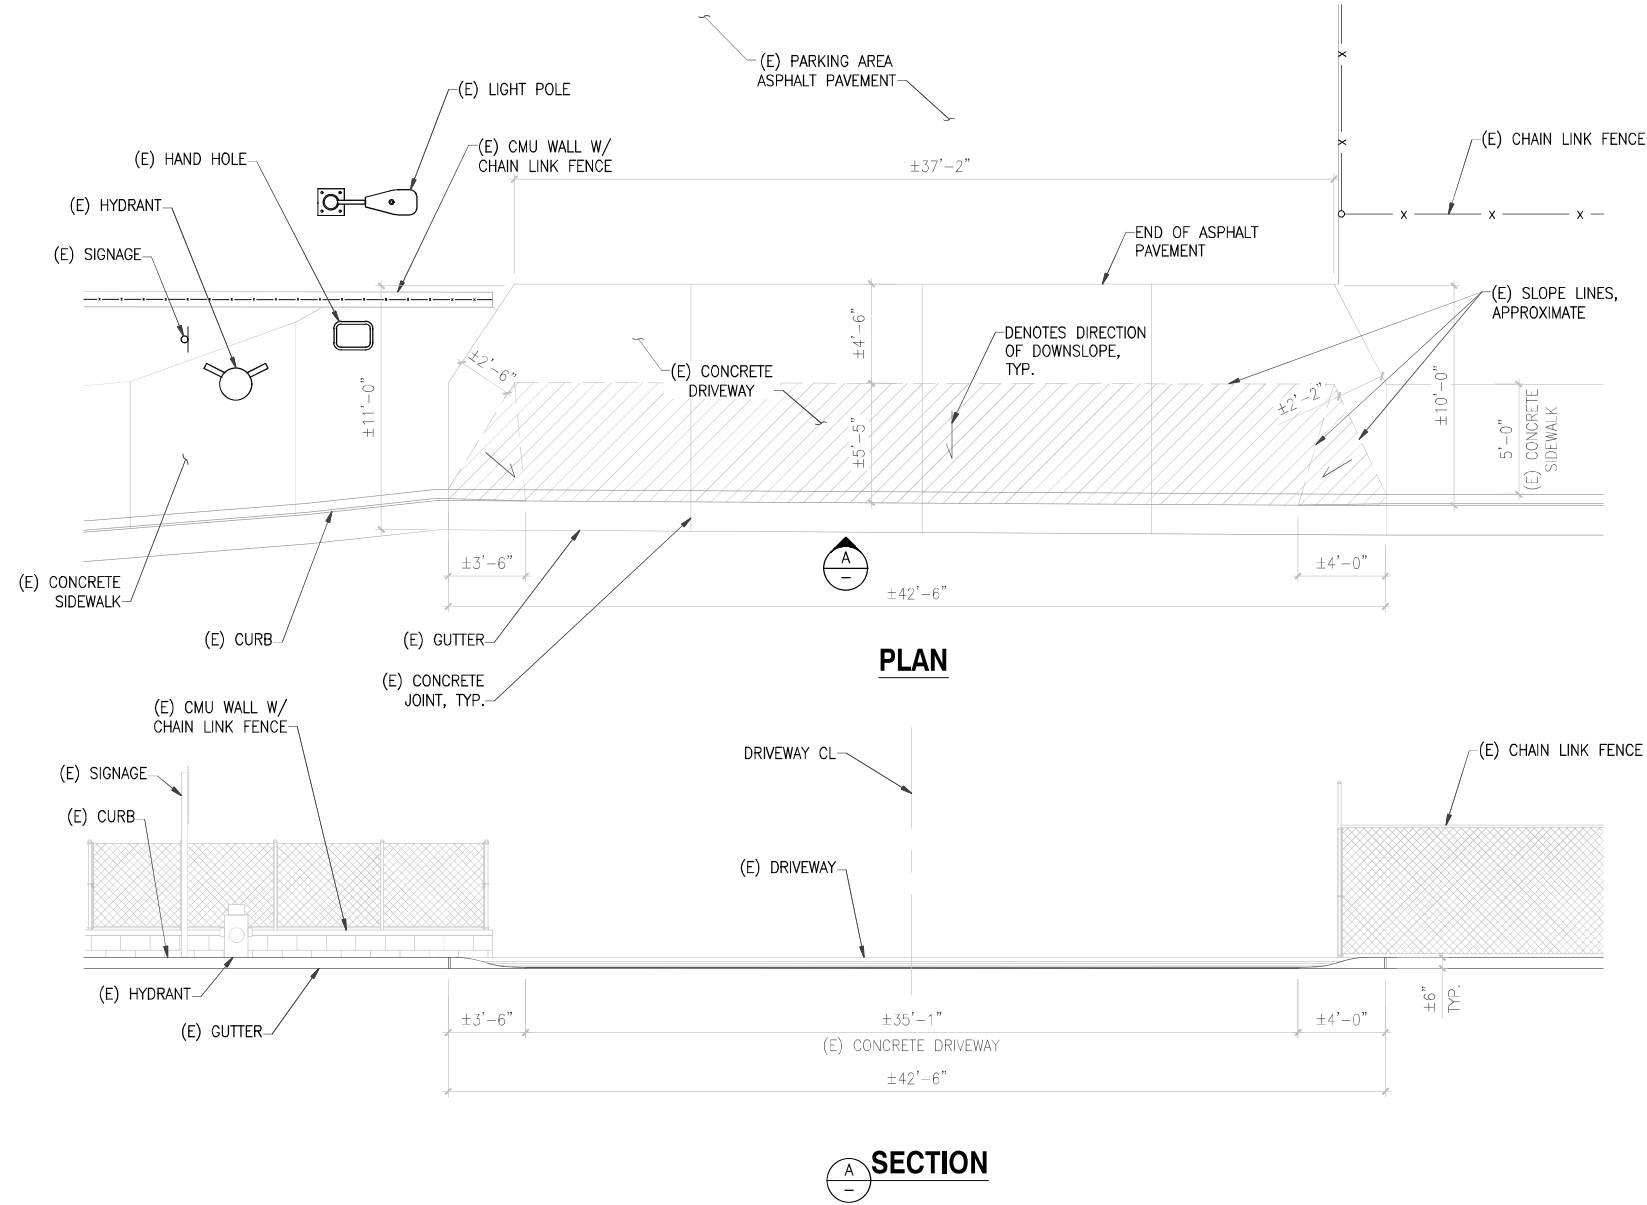 (E) PARKING AREA
ASPHALT PAVEMENT
(E) LIGHT POLE
(E) CMU WALL W/
CHAIN LINK FENCE
(E) HAND HOLE
(E) HYDRANT
(E) SIGNAGE
±37'-2"
(E) CHAIN LINK FENCE
X
X
X
X
X
END OF ASPHALT
PAVEMENT
(E) SLOPE LINES,
APPROXIMATE
±4'-6"
DENOTES DIRECTION
OF DOWNSLOPE,
TYP.
(E) CONCRETE
DRIVEWAY
±2'-6"
±11'-0"
±5'-5"
±2'-2"
±10'-0"
5'-0"
(E) CONCRETE
SIDEWALK
(E) CONCRETE
SIDEWALK
(E) CURB
±3'-6"
(E) GUTTER
(E) CONCRETE
JOINT, TYP.
A
–
±4'-0"
±42'-6"
PLAN
(E) CMU WALL W/
CHAIN LINK FENCE
(E) SIGNAGE
(E) CURB
(E) HYDRANT
(E) GUTTER
DRIVEWAY CL
(E) DRIVEWAY
(E) CHAIN LINK FENCE
±6"
TYP.
±3'-6"
±35'-1"
±4'-0"
(E) CONCRETE DRIVEWAY
±42'-6"
A
–
SECTION